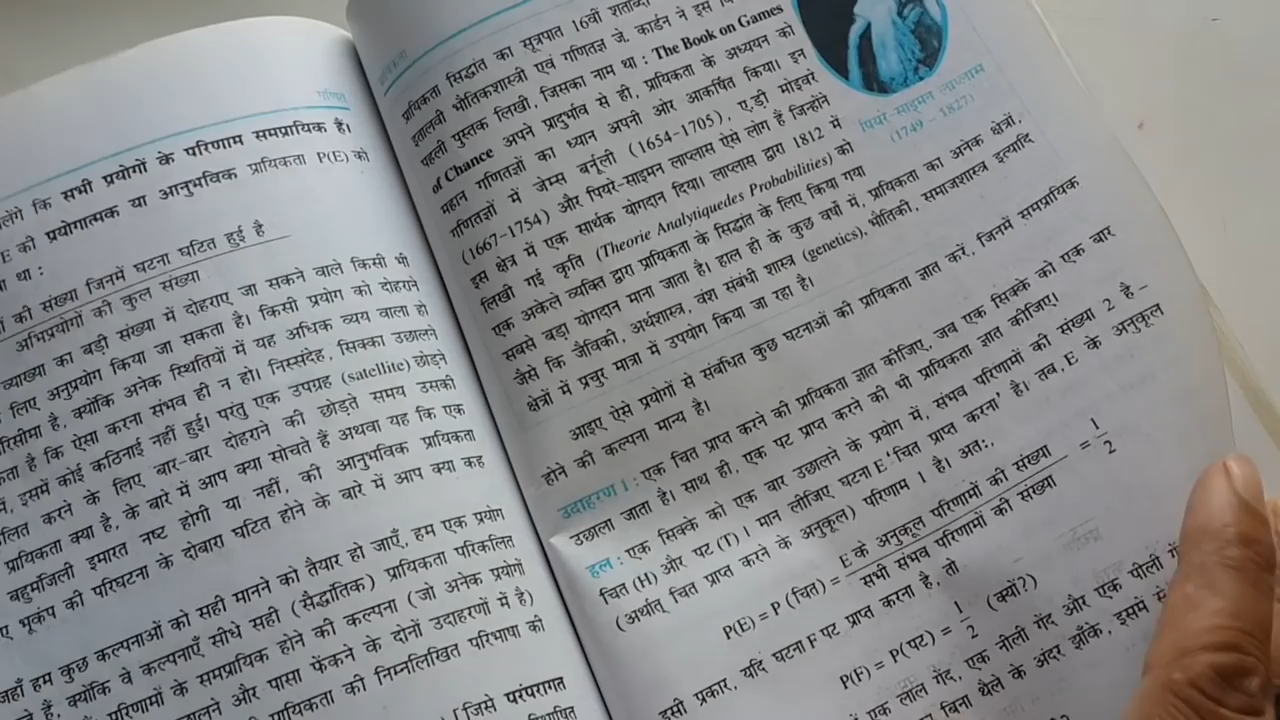 गणित
लेंगे कि सभी प्रयोगों के परिणाम समप्रायिक हैं।
E की प्रयोगात्मक या आनुभविक प्रायिकता P(E) को
था :
की संख्या जिनमें घटना घटित हुई है
अभिप्रयोगों की कुल संख्या
व्याख्या का बड़ी संख्या में दोहराए जा सकने वाले किसी भी
लिए अनुप्रयोग किया जा सकता है। किसी प्रयोग को दोहराने
सीमा है, क्योंकि अनेक स्थितियों में यह अधिक व्यय वाला हो
है कि ऐसा करना संभव ही न हो। निस्संदेह, सिक्का उछालने
में, इसमें कोई कठिनाई नहीं हुई। परंतु एक उपग्रह (satellite) छोड़ने
लित करने के लिए बार-बार दोहराने की छोड़ते समय उसकी
प्रायिकता क्या है, के बारे में आप क्या सोचते हैं अथवा यह कि एक
बहुमंजिली इमारत नष्ट होगी या नहीं, की आनुभविक प्रायिकता
ए भूकंप की परिघटना के दोबारा घटित होने के बारे में आप क्या कह
जहाँ हम कुछ कल्पनाओं को सही मानने को तैयार हो जाएँ, हम एक प्रयोग
हैं, क्योंकि वे कल्पनाएँ सीधे सही (सैद्धांतिक) प्रायिकता परिकलित
परिणामों के समप्रायिक होने की कल्पना (जो अनेक प्रयोगों
उछालने और पासा फेंकने के दोनों उदाहरणों में है)
प्रायिकता की निम्नलिखित परिभाषा की
[जिसे परंपरागत
प्रायिकता
प्रायिकता सिद्धांत का सूत्रपात 16वीं शताब्दी
इतालवी भौतिकशास्त्री एवं गणितज्ञ जे. कार्डन ने इस
पहली पुस्तक लिखी, जिसका नाम था : The Book on Games
of Chance अपने प्रादुर्भाव से ही, प्रायिकता के अध्ययन को
महान गणितज्ञों का ध्यान अपनी ओर आकर्षित किया। इन
गणितज्ञों में जेम्स बर्नूली (1654-1705), ए.डी मोइवरे
(1667-1754) और पियरे-साइमन लाप्लास ऐसे लोग हैं जिन्होंने
इस क्षेत्र में एक सार्थक योगदान दिया। लाप्लास द्वारा 1812 में
लिखी गई कृति (Theorie Analytiquedes Probabilities) को
एक अकेले व्यक्ति द्वारा प्रायिकता के सिद्धांत के लिए किया गया
सबसे बड़ा योगदान माना जाता है। हाल ही के कुछ वर्षों में, प्रायिकता का अनेक क्षेत्रों,
जैसे कि जैविकी, अर्थशास्त्र, वंश संबंधी शास्त्र (genetics), भौतिकी, समाजशास्त्र इत्यादि
क्षेत्रों में प्रचुर मात्रा में उपयोग किया जा रहा है।
पियरे-साइमन लाप्लास
(1749 – 1827)
आइए ऐसे प्रयोगों से संबंधित कुछ घटनाओं की प्रायिकता ज्ञात करें, जिनमें समप्रायिक
होने की कल्पना मान्य है।
उदाहरण 1 : एक चित प्राप्त करने की प्रायिकता ज्ञात कीजिए, जब एक सिक्के को एक बार
उछाला जाता है। साथ ही, एक पट प्राप्त करने की भी प्रायिकता ज्ञात कीजिए।
हल : एक सिक्के को एक बार उछालने के प्रयोग में, संभव परिणामों की संख्या 2 है –
चित (H) और पट (T) । मान लीजिए घटना E 'चित प्राप्त करना' है। तब, E के अनुकूल
(अर्थात् चित प्राप्त करने के अनुकूल) परिणाम 1 है। अतः,
P(E) = P (चित) = E के अनुकूल परिणामों की संख्या / सभी संभव परिणामों की संख्या = 1/2
इसी प्रकार, यदि घटना F पट प्राप्त करना है, तो
P(F) = P(पट) = 1/2 (क्यों?)
एक लाल गेंद, एक नीली गेंद और एक पीली
बिना थैले के अंदर झाँके, इसमें